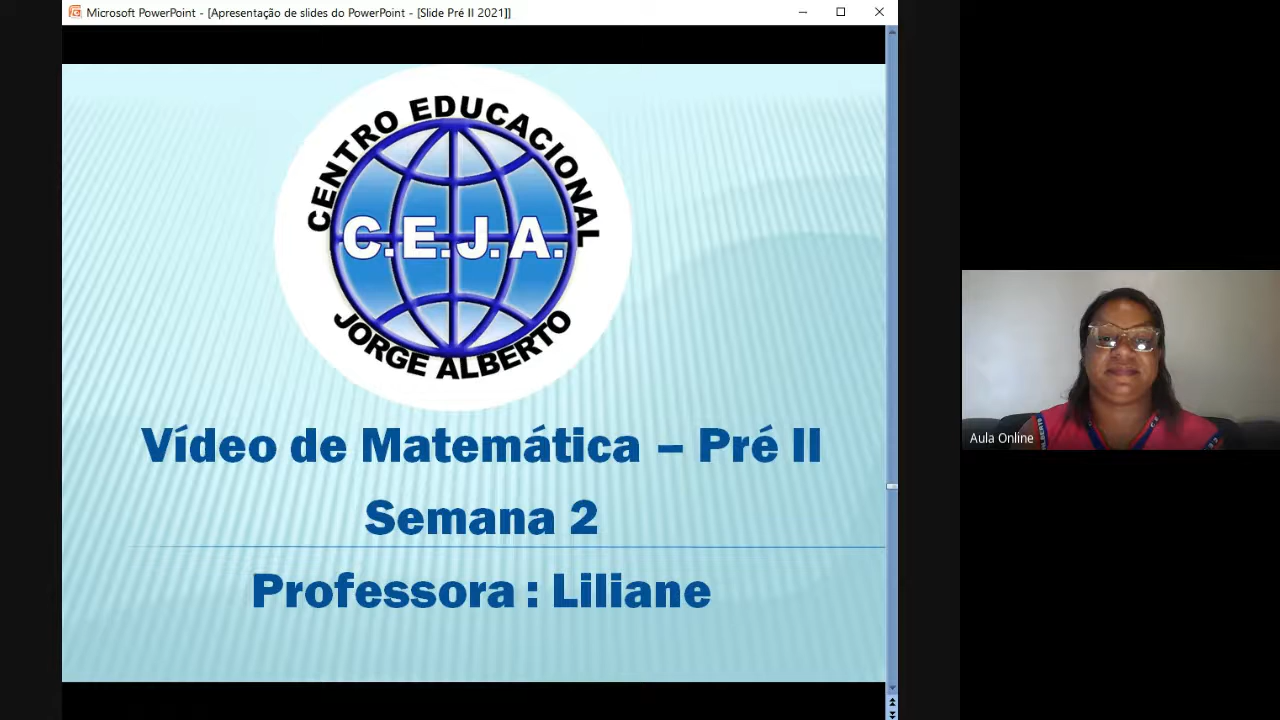 Microsoft PowerPoint - [Apresentação de slides do PowerPoint - [Slide Pré II 2021]]
CENTRO EDUCACIONAL
C.E.J.A.
JORGE ALBERTO
Vídeo de Matemática – Pré II
Semana 2
Professora : Liliane
Aula Online